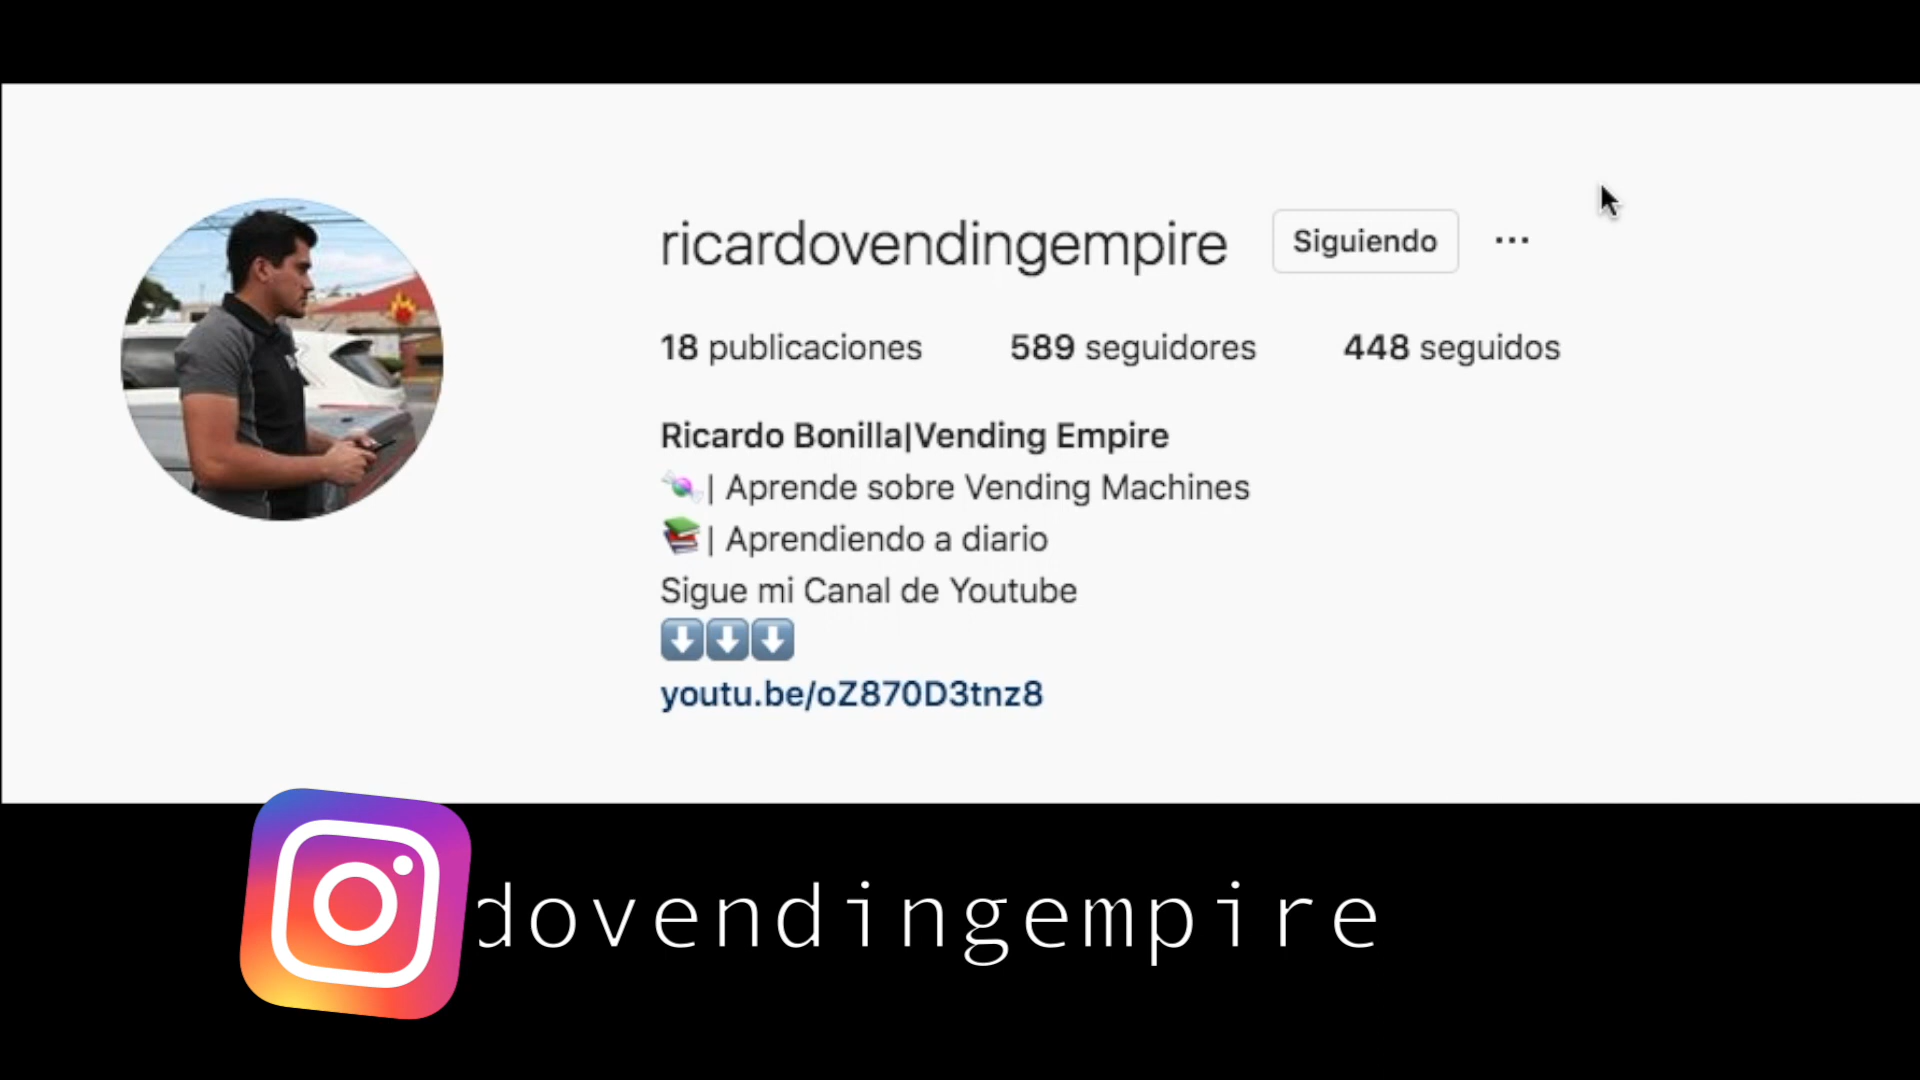 ricardovendingempire Siguiendo ...
18 publicaciones 589 seguidores 448 seguidos
Ricardo Bonilla|Vending Empire
🍬| Aprende sobre Vending Machines
📚| Aprendiendo a diario
Sigue mi Canal de Youtube
⬇️⬇️⬇️
youtu.be/oZ870D3tnz8
dovendingempire